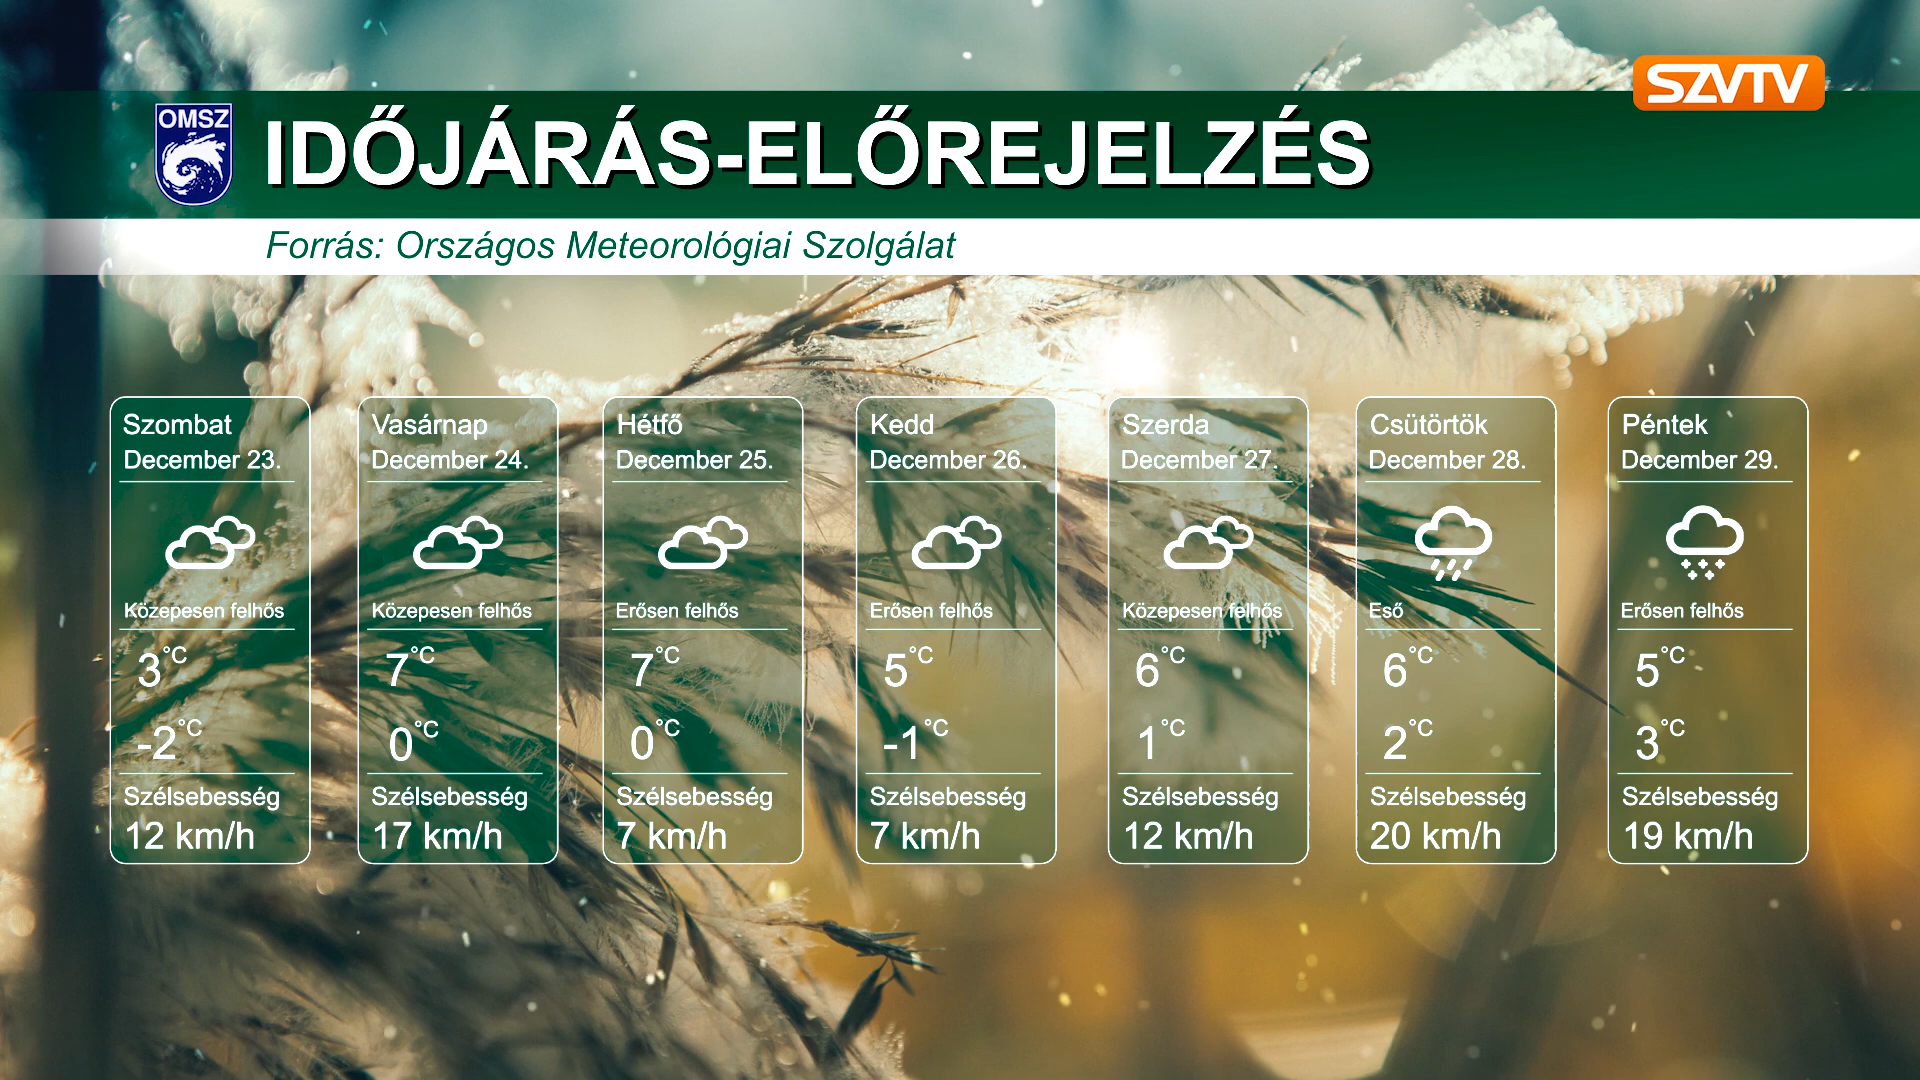 SZVTV
OMSZ
IDŐJÁRÁS-ELŐREJELZÉS
Forrás: Országos Meteorológiai Szolgálat
Szombat
December 23.
Közepesen felhős
3°C
-2°C
Szélsebesség
12 km/h
Vasárnap
December 24.
Közepesen felhős
7°C
0°C
Szélsebesség
17 km/h
Hétfő
December 25.
Erősen felhős
7°C
0°C
Szélsebesség
7 km/h
Kedd
December 26.
Erősen felhős
5°C
-1°C
Szélsebesség
7 km/h
Szerda
December 27.
Közepesen felhős
6°C
1°C
Szélsebesség
12 km/h
Csütörtök
December 28.
Eső
6°C
2°C
Szélsebesség
20 km/h
Péntek
December 29.
Erősen felhős
5°C
3°C
Szélsebesség
19 km/h